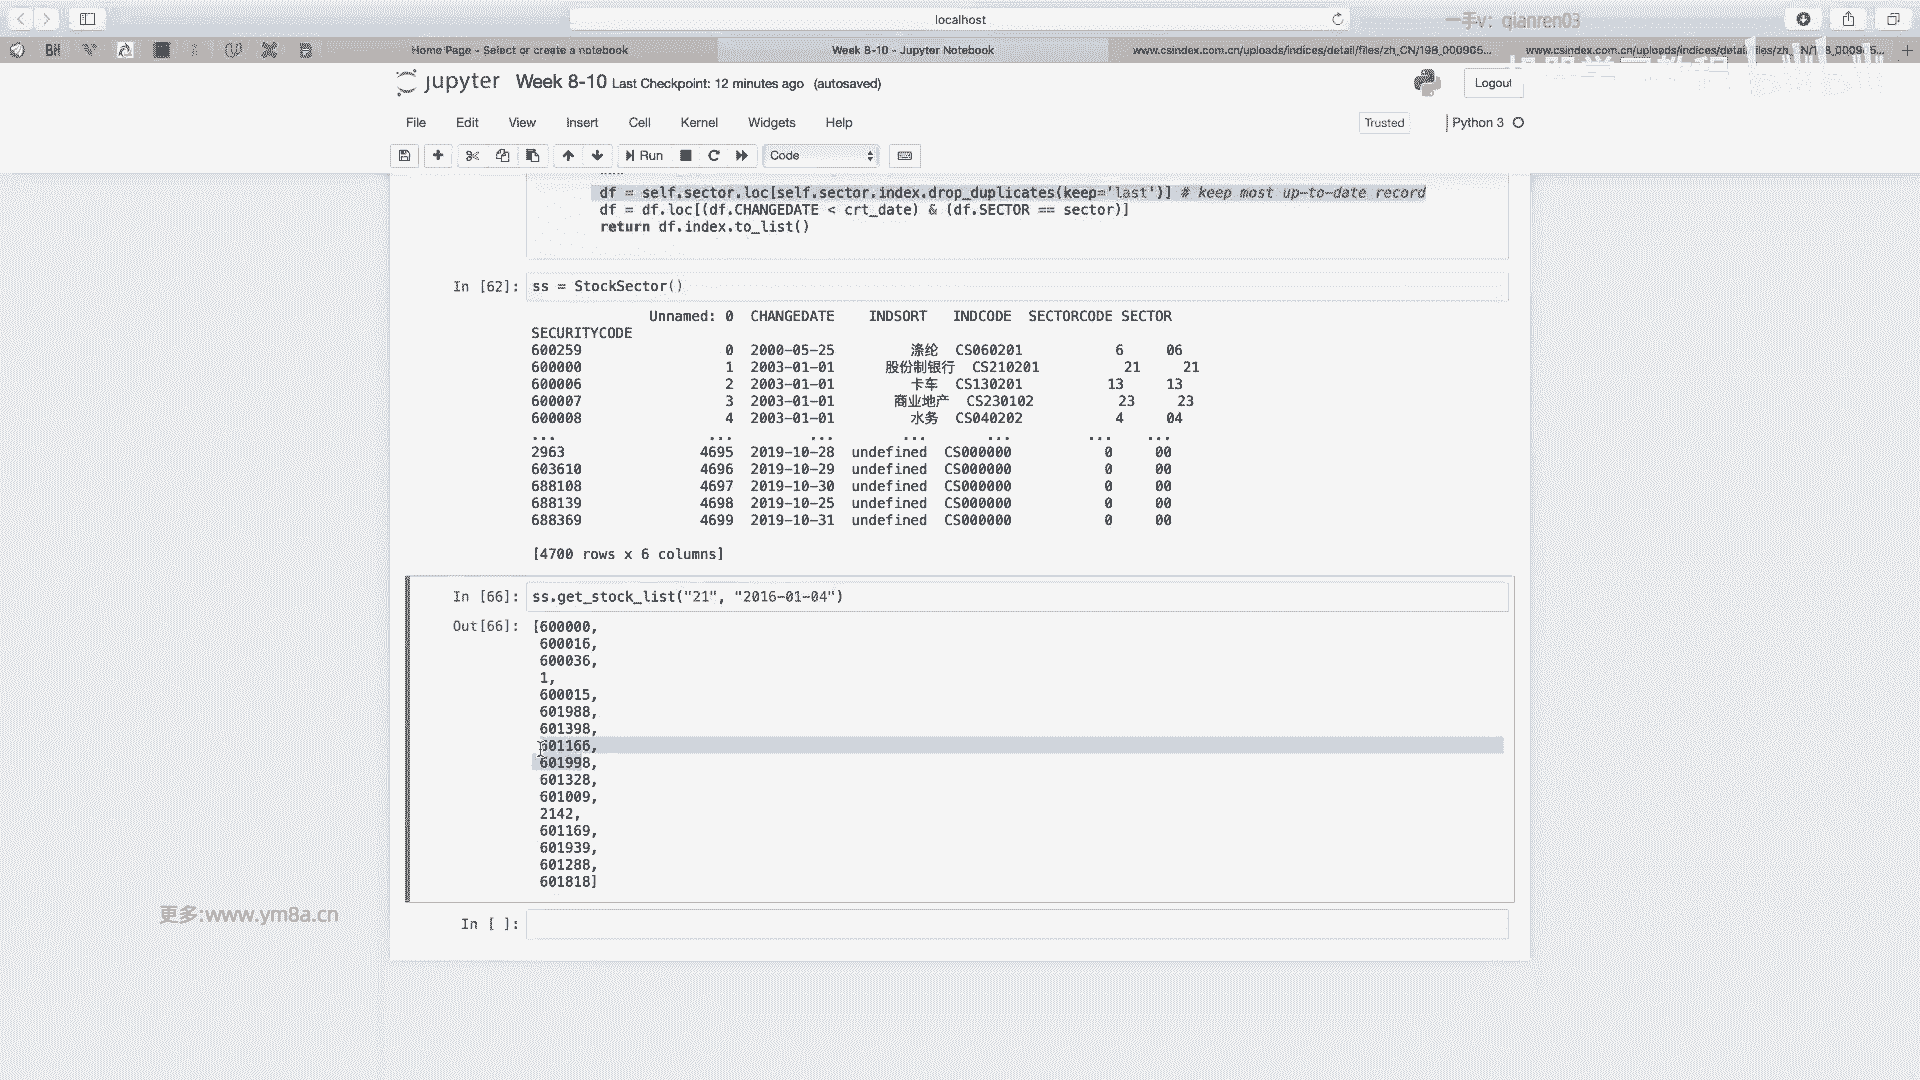 localhost
一手v：qianren03
Home Page - Select or create a notebook
Week 8-10 - Jupyter Notebook
www.csindex.com.cn/uploads/indices/detail/files/zh_CN/198_000905...
www.csindex.com.cn/uploads/indices/detail/files/zh_CN/198_000905...
jupyter Week 8-10 Last Checkpoint: 12 minutes ago (autosaved)
Logout
File Edit View Insert Cell Kernel Widgets Help
Trusted
Python 3
Run
Code
df = self.sector.loc[self.sector.index.drop_duplicates(keep='last')] # keep most up-to-date record
df = df.loc[(df.CHANGEDATE < crt_date) & (df.SECTOR == sector)]
return df.index.to_list()
In [62]: ss = StockSector()
Unnamed: 0 CHANGEDATE INDSORT INDCODE SECTORCODE SECTOR
SECURITYCODE
600259 0 2000-05-25 涤纶 CS060201 6 06
600000 1 2003-01-01 股份制银行 CS210201 21 21
600006 2 2003-01-01 卡车 CS130201 13 13
600007 3 2003-01-01 商业地产 CS230102 23 23
600008 4 2003-01-01 水务 CS040202 4 04
... ... ... ... ... ... ...
2963 4695 2019-10-28 undefined CS000000 0 00
603610 4696 2019-10-29 undefined CS000000 0 00
688108 4697 2019-10-30 undefined CS000000 0 00
688139 4698 2019-10-25 undefined CS000000 0 00
688369 4699 2019-10-31 undefined CS000000 0 00
[4700 rows x 6 columns]
In [66]: ss.get_stock_list("21", "2016-01-04")
Out[66]: [600000,
600016,
600036,
1,
600015,
601988,
601398,
601166,
601998,
601328,
601009,
2142,
601169,
601939,
601288,
601818]
更多:www.ym8a.cn
In [ ]: